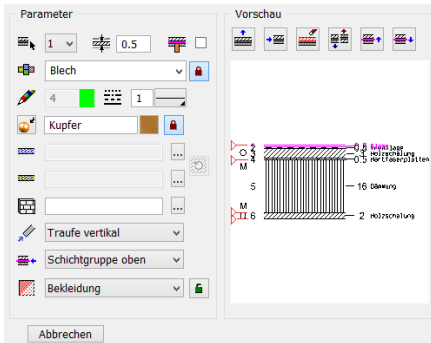 Parameter
1 0.5
Blech
4 1
Kupfer
...
...
...
Traufe vertikal
Schichtgruppe oben
Bekleidung
Abbrechen
Vorschau
2 0.5
O 3 Holzschalung
4 0.5 Hartfaserplatten
M
5 16 Dämmung
M
6 2 Holzschalung